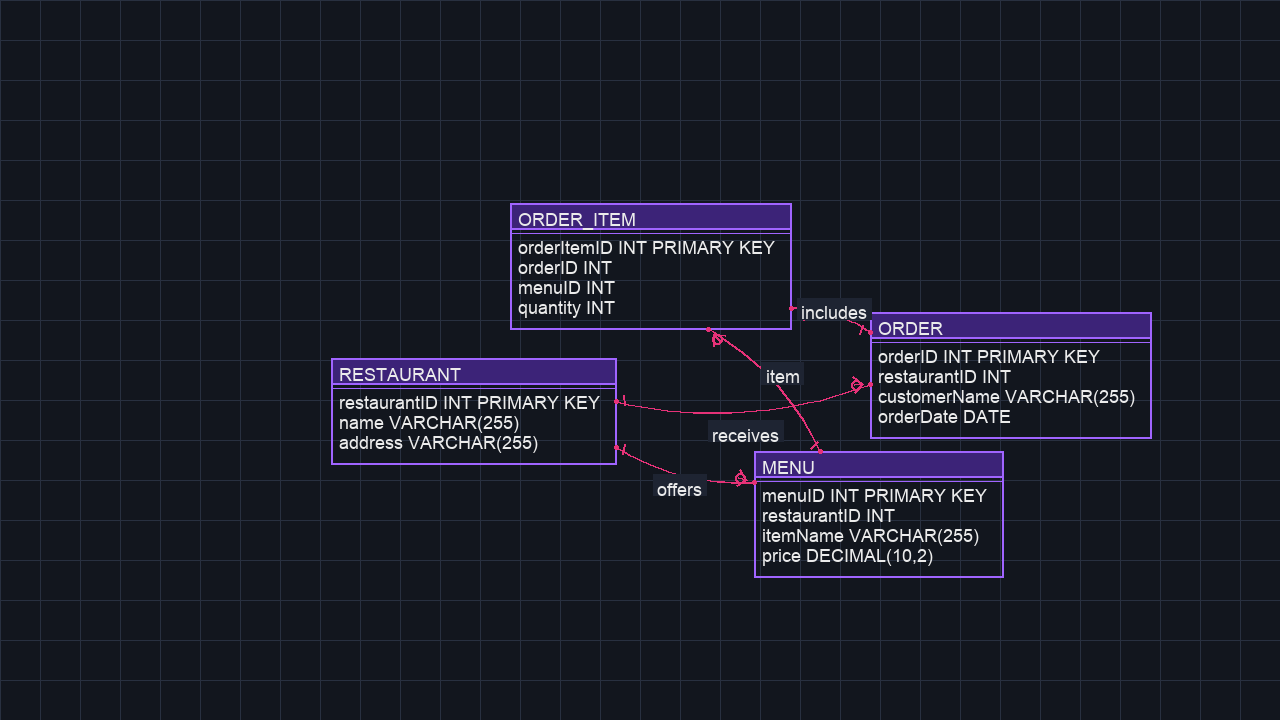 ORDER_ITEM
orderItemID INT PRIMARY KEY
orderID INT
menuID INT
quantity INT
includes
ORDER
orderID INT PRIMARY KEY
restaurantID INT
customerName VARCHAR(255)
orderDate DATE
RESTAURANT
restaurantID INT PRIMARY KEY
name VARCHAR(255)
address VARCHAR(255)
item
receives
offers
MENU
menuID INT PRIMARY KEY
restaurantID INT
itemName VARCHAR(255)
price DECIMAL(10,2)